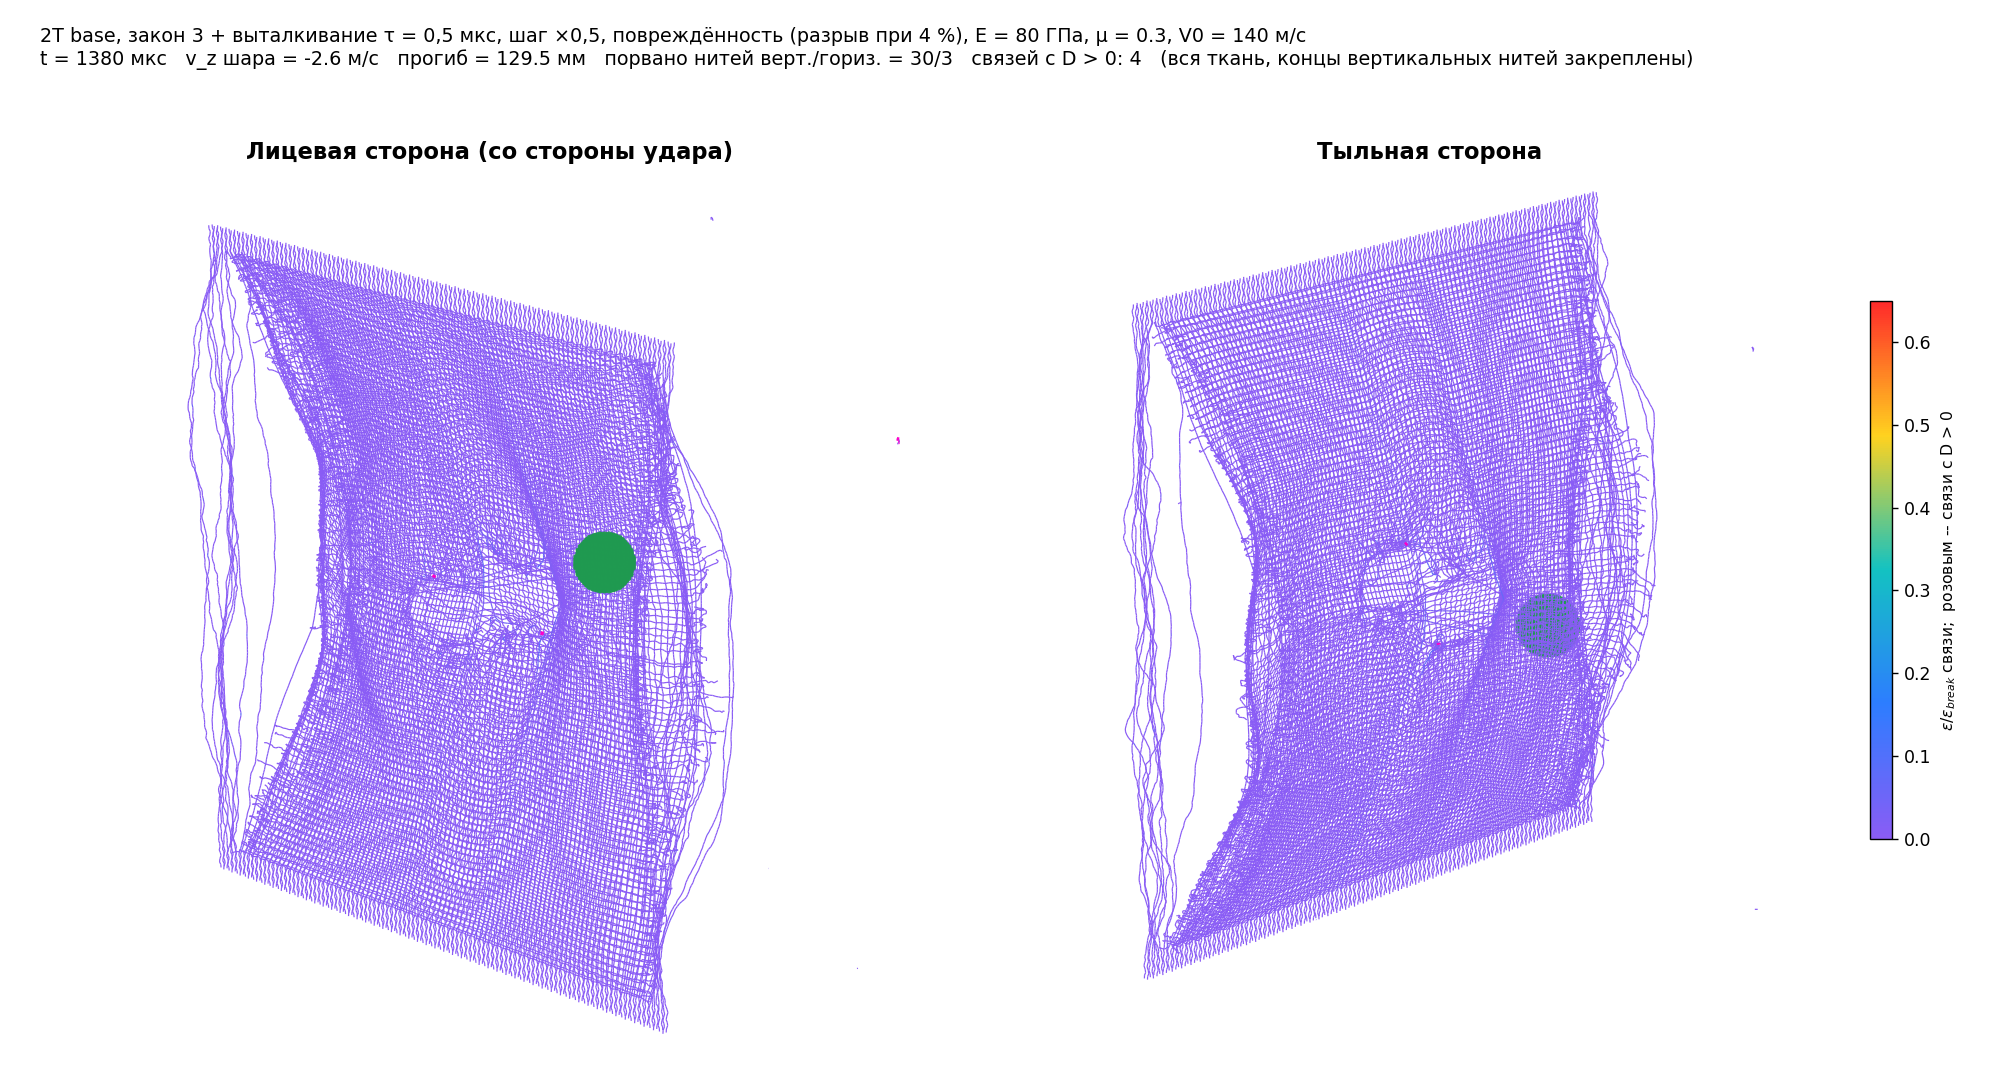 2T base, закон 3 + выталкивание τ = 0,5 мкс, шаг ×0,5, повреждённость (разрыв при 4 %), E = 80 ГПа, μ = 0.3, V0 = 140 м/с
t = 1380 мкс   v_z шара = -2.6 м/с   прогиб = 129.5 мм   порвано нитей верт./гориз. = 30/3   связей с D > 0: 4   (вся ткань, концы вертикальных нитей закреплены)
Лицевая сторона (со стороны удара)
Тыльная сторона
0.6
0.5
0.4
0.3
0.2
0.1
0.0
ε/ε_break связи;  розовым -- связи с D > 0